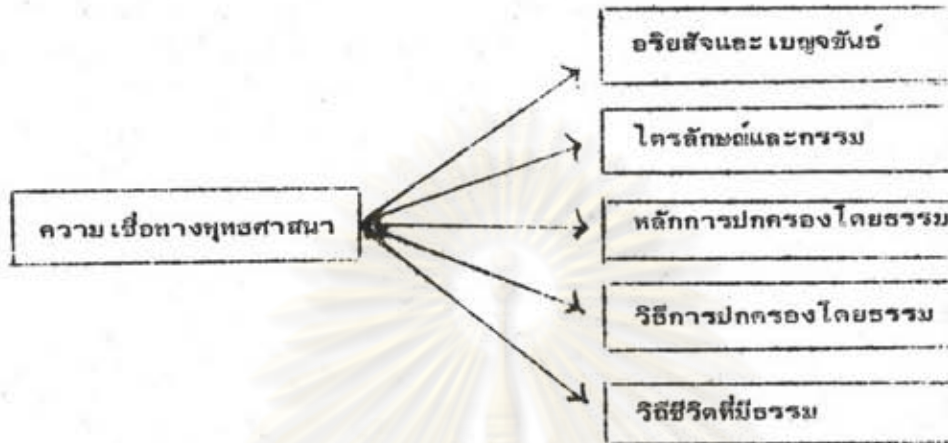 อริยสัจและเบญจขันธ์
ไตรลักษณ์และกรรม
ความเชื่อทางพุทธศาสนา
หลักการปกครองโดยธรรม
วิธีการปกครองโดยธรรม
วิถีชีวิตที่มีธรรม